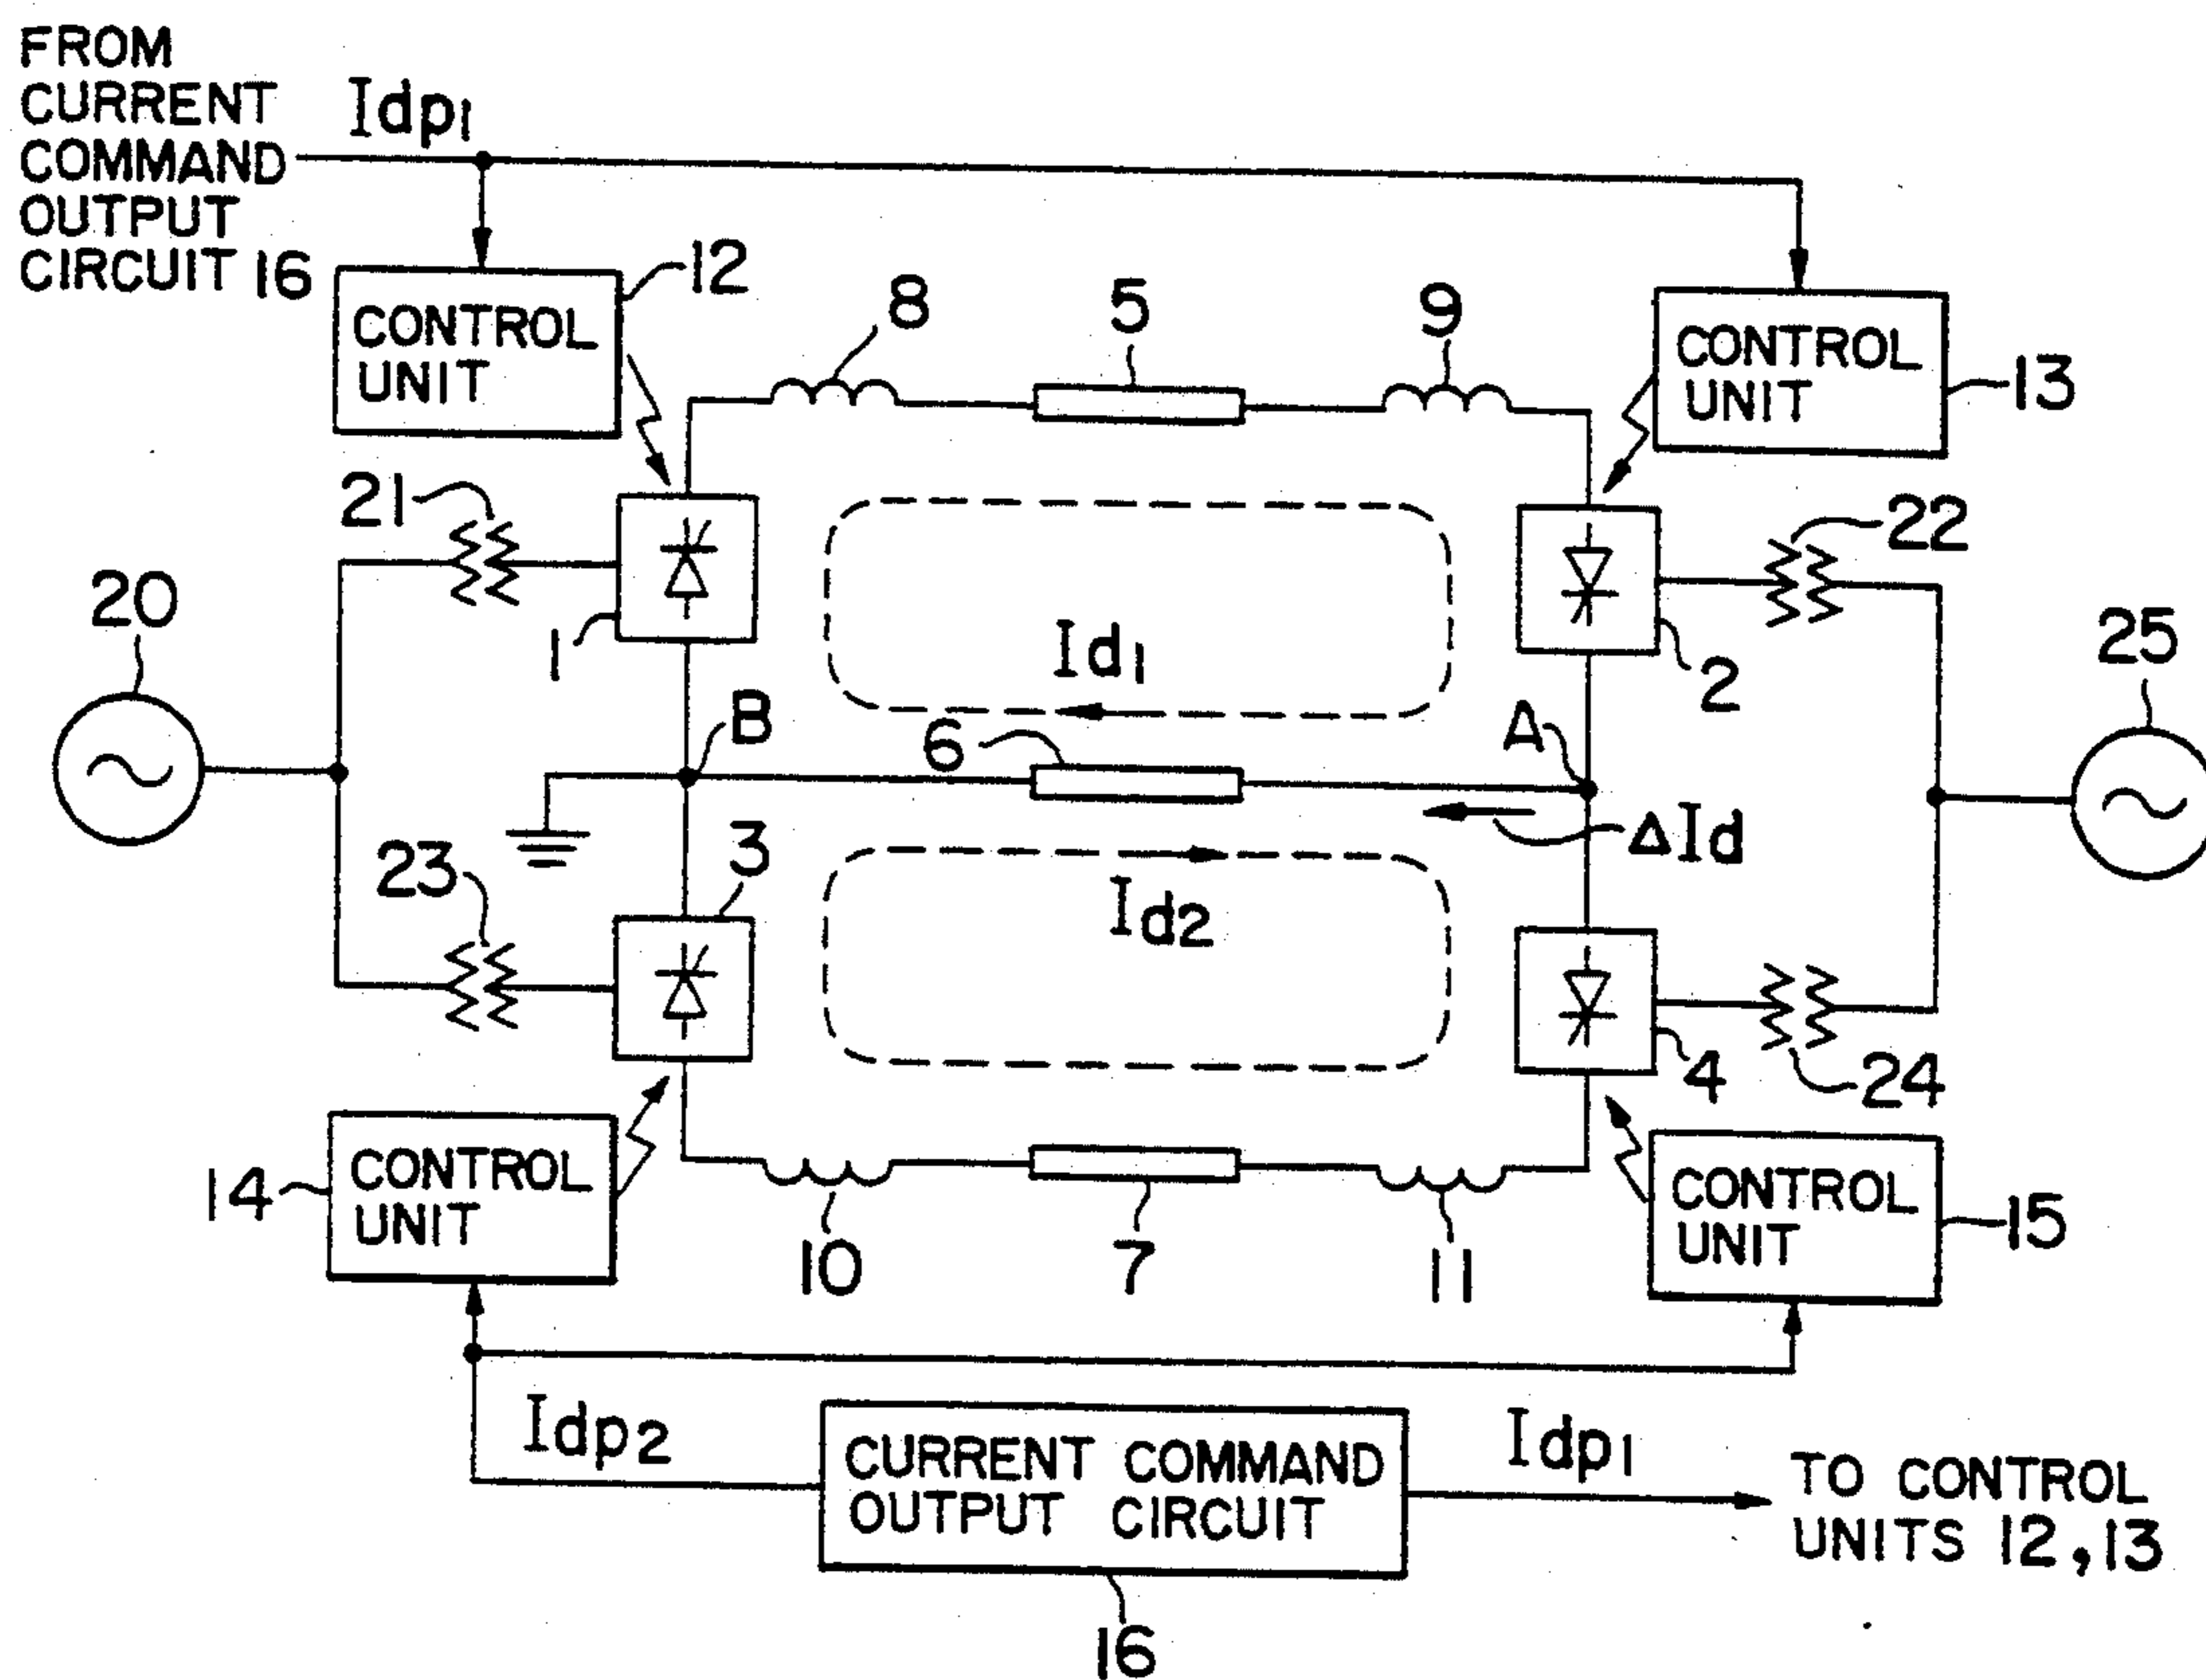 FROM
CURRENT
COMMAND
OUTPUT
CIRCUIT 16
Idp1
CONTROL
UNIT
12
8
5
9
CONTROL
UNIT
13
21
22
20
1
Id1
2
25
B
6
A
ΔId
23
3
Id2
4
24
14
CONTROL
UNIT
10
7
11
CONTROL
UNIT
15
Idp2
CURRENT COMMAND
OUTPUT CIRCUIT
16
Idp1
TO CONTROL
UNITS 12,13